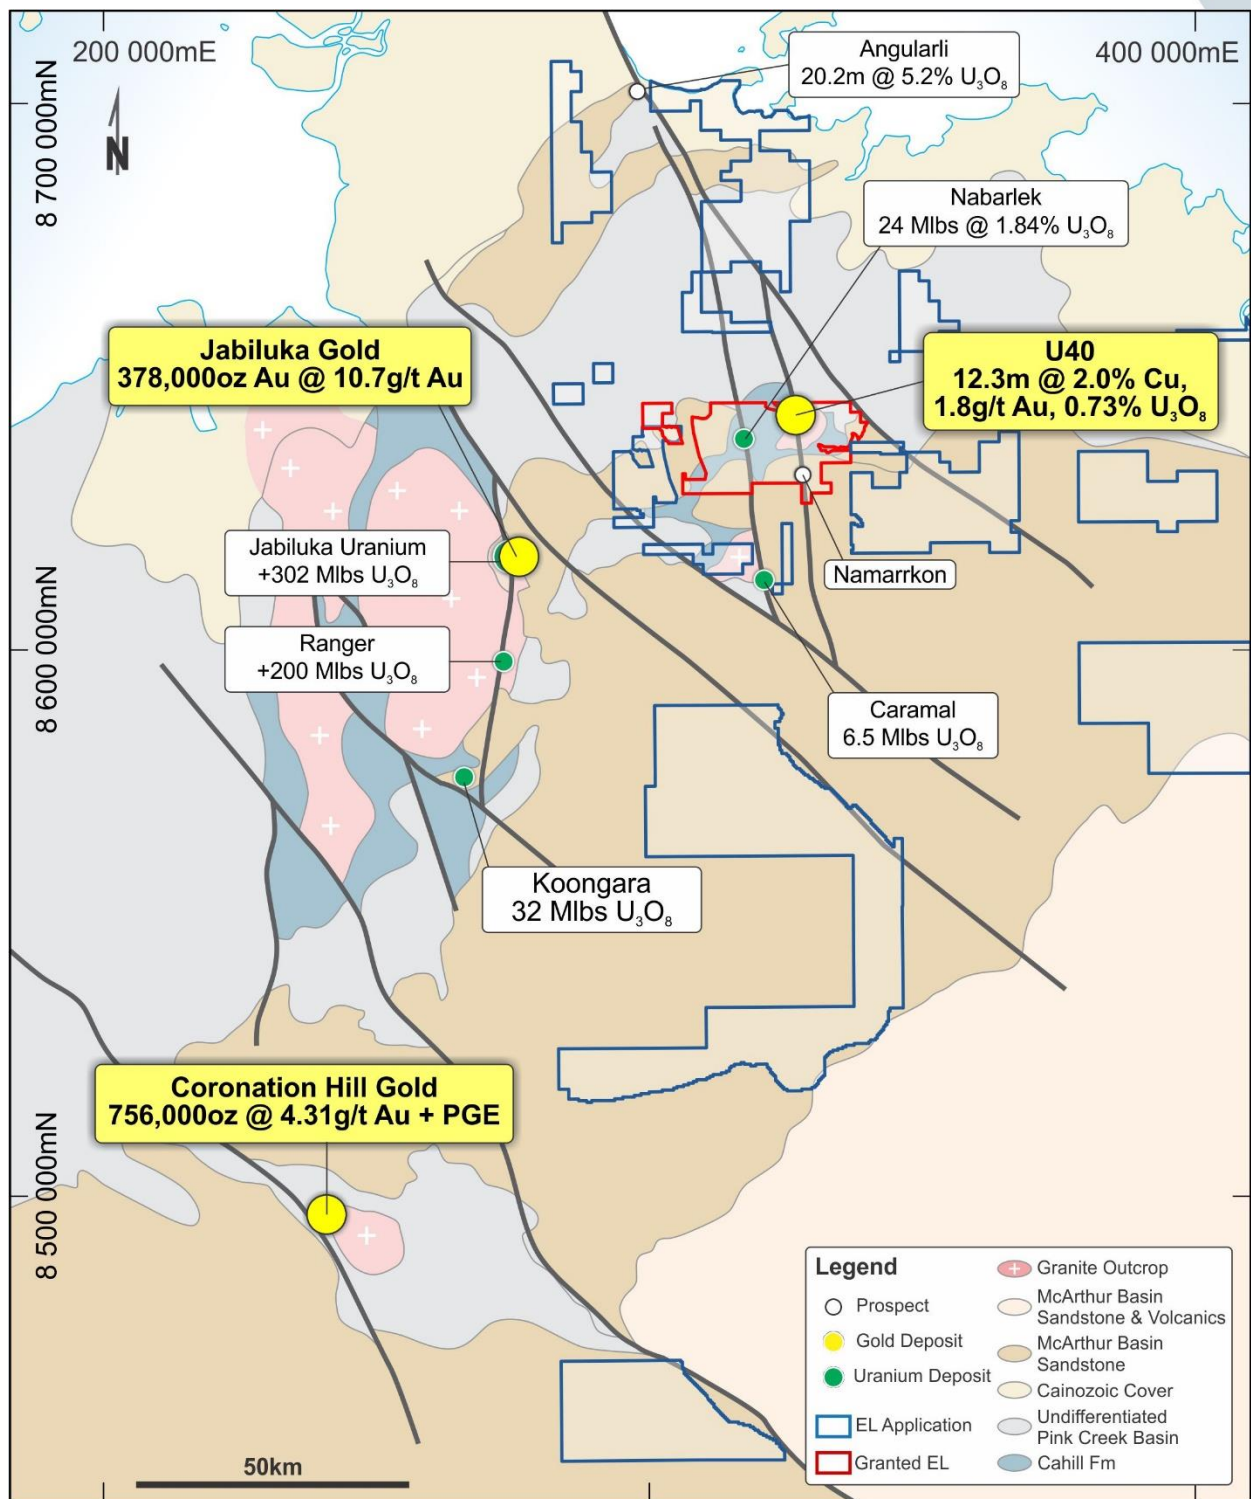 200 000mE
400 000mE
8 700 000mN
8 600 000mN
8 500 000mN
N
Angularli
20.2m @ 5.2% U₃O₈
Nabarlek
24 Mlbs @ 1.84% U₃O₈
Jabiluka Gold
378,000oz Au @ 10.7g/t Au
U40
12.3m @ 2.0% Cu,
1.8g/t Au, 0.73% U₃O₈
Jabiluka Uranium
+302 Mlbs U₃O₈
Namarrkon
Ranger
+200 Mlbs U₃O₈
Caramal
6.5 Mlbs U₃O₈
Koongara
32 Mlbs U₃O₈
Coronation Hill Gold
756,000oz @ 4.31g/t Au + PGE
50km
Legend
Prospect
Gold Deposit
Uranium Deposit
EL Application
Granted EL
Granite Outcrop
McArthur Basin
Sandstone & Volcanics
McArthur Basin
Sandstone
Cainozoic Cover
Undifferentiated
Pink Creek Basin
Cahill Fm